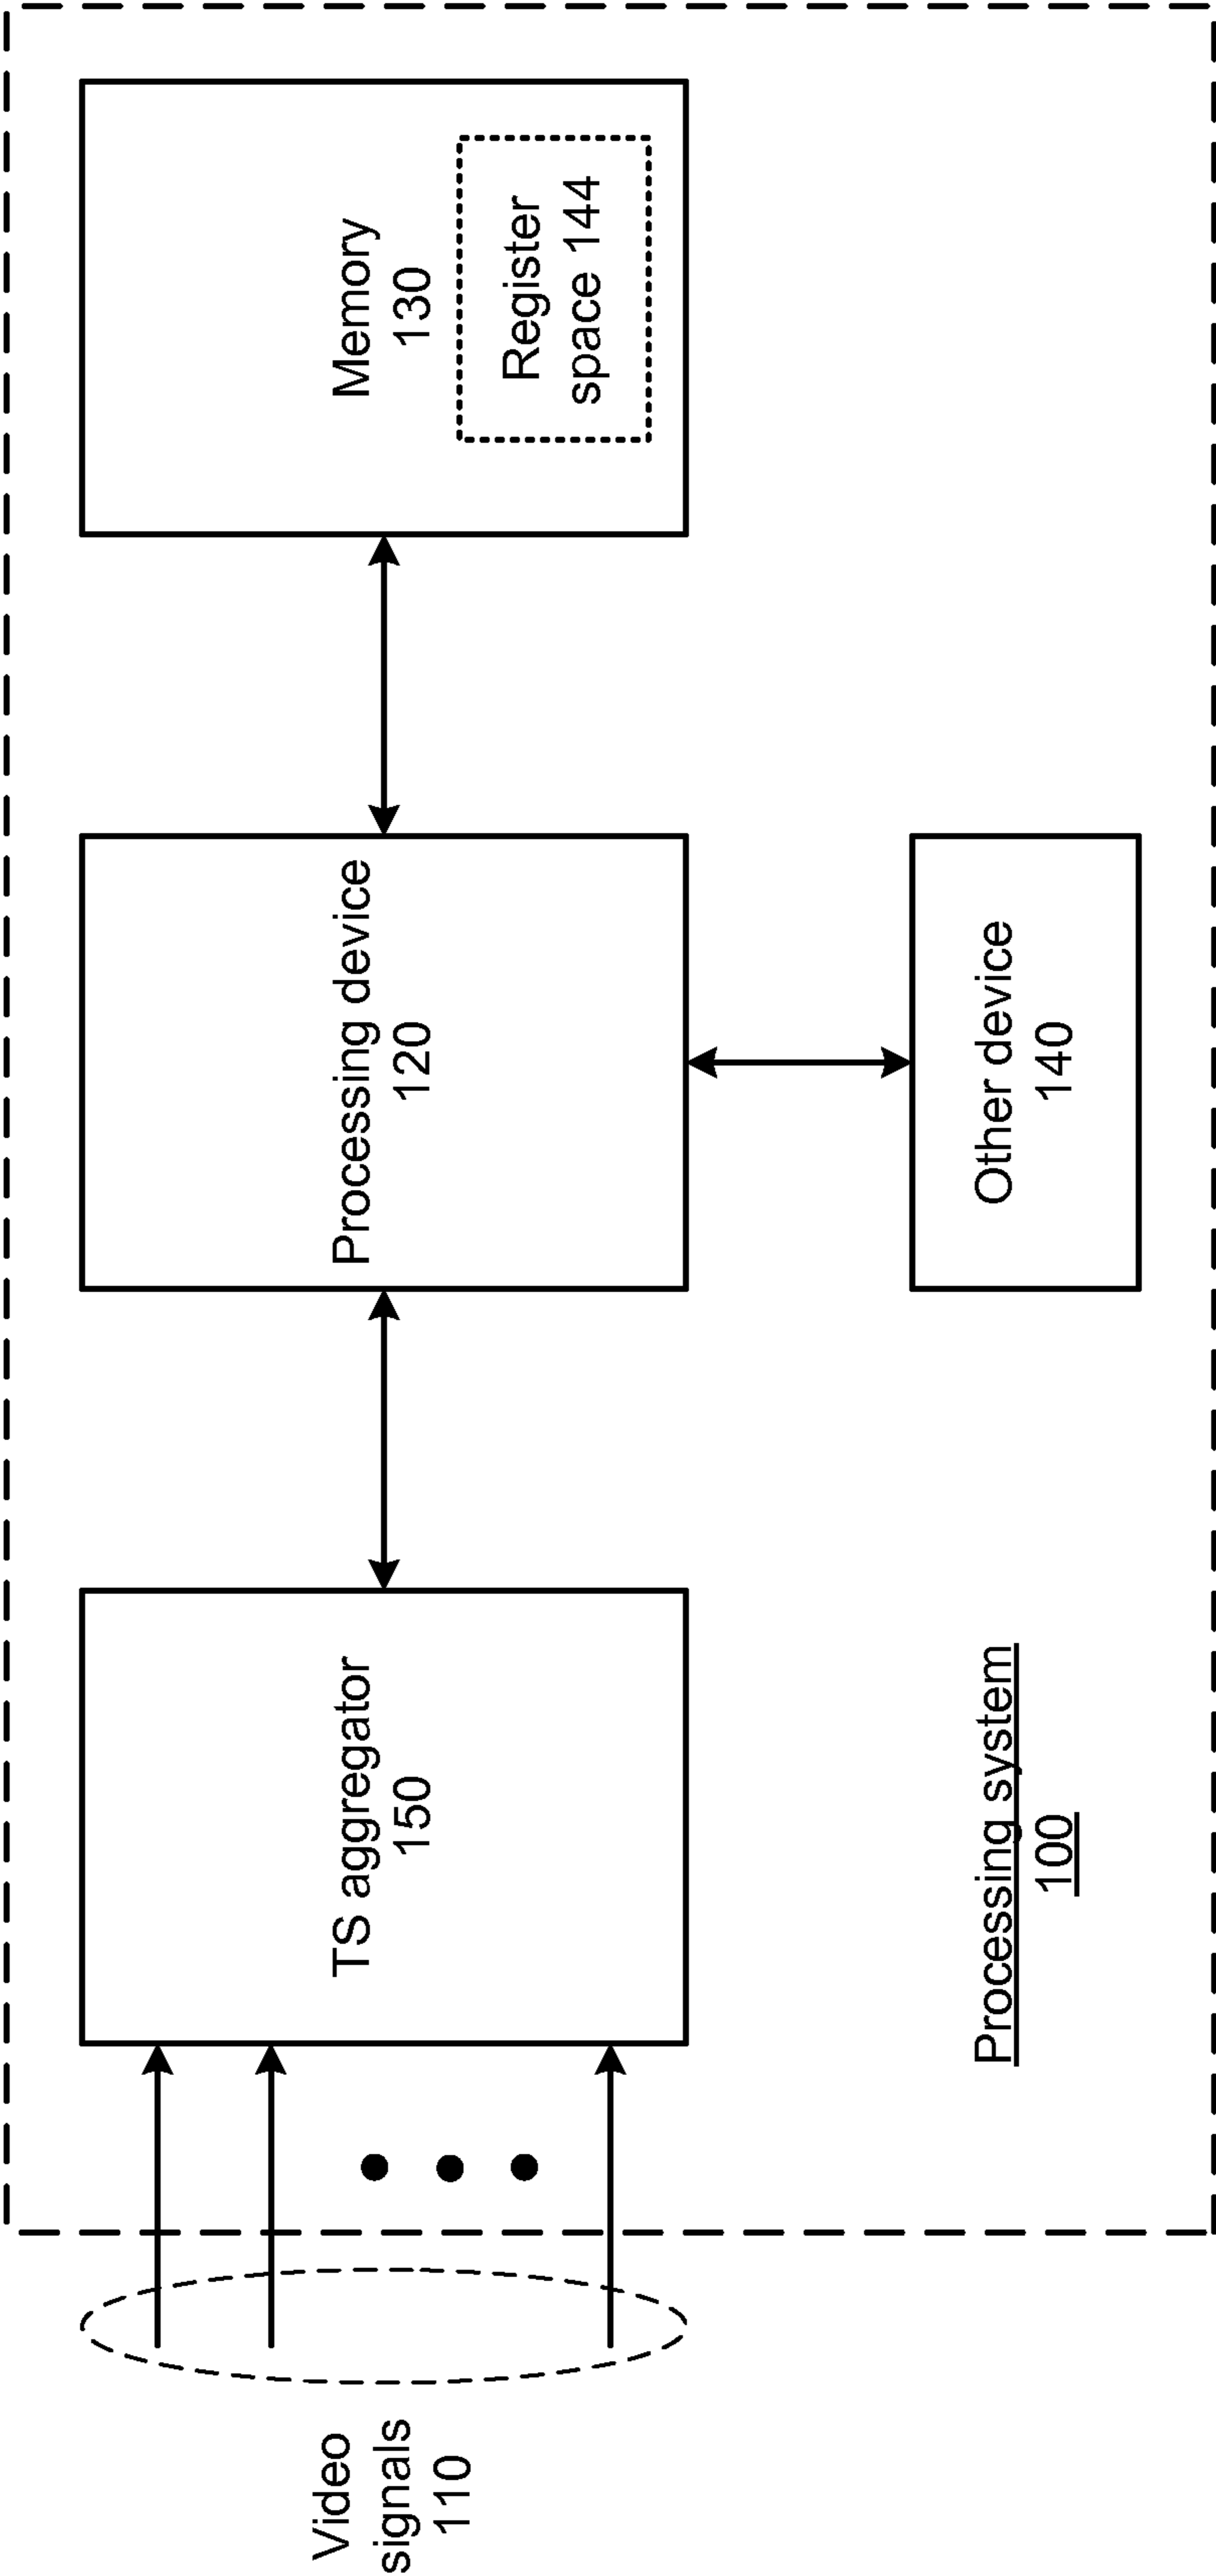 Video
signals
110
TS aggregator
150
Processing device
120
Memory
130
Register
space 144
Other device
140
Processing system
100